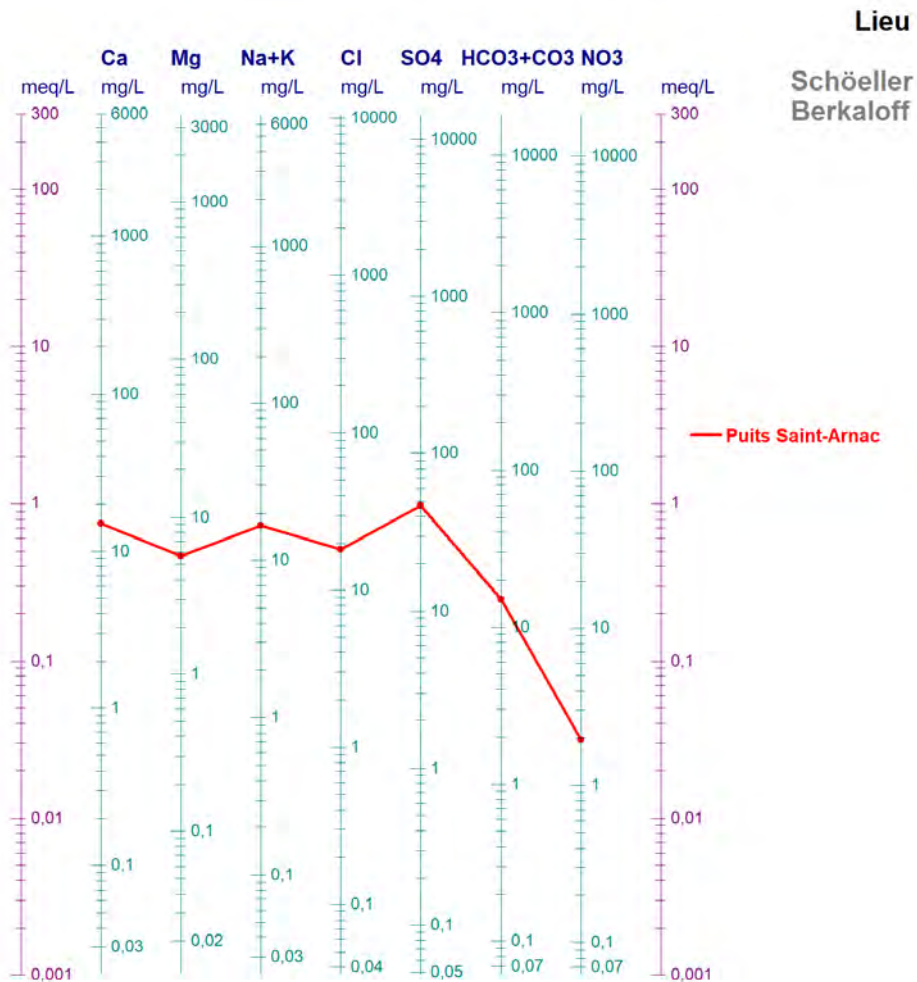 Lieu
Schöeller
Berkaloff
Ca Mg Na+K Cl SO4 HCO3+CO3 NO3
meq/L mg/L mg/L mg/L mg/L mg/L mg/L mg/L meq/L
300 6000 3000 6000 10000 10000 10000 10000 300
100 1000 1000 1000 1000 1000 1000 1000 100
10 100 100 100 100 100 100 100 10
Puits Saint-Arnac
1 10 10 10 10 10 10 10 1
0,1 1 1 1 1 1 1 1 0,1
0,01 0,1 0,1 0,1 0,1 0,1 0,1 0,1 0,01
0,001 0,03 0,02 0,03 0,04 0,05 0,07 0,07 0,001